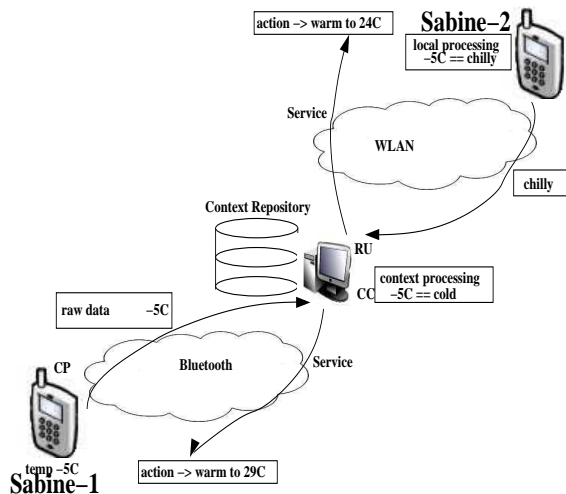 Sabine–2
action –> warm to 24C
local processing
–5C == chilly
Service
WLAN
chilly
Context Repository
RU
CC
context processing
–5C == cold
raw data –5C
CP
Bluetooth
Service
temp –5C
Sabine–1
action –> warm to 29C